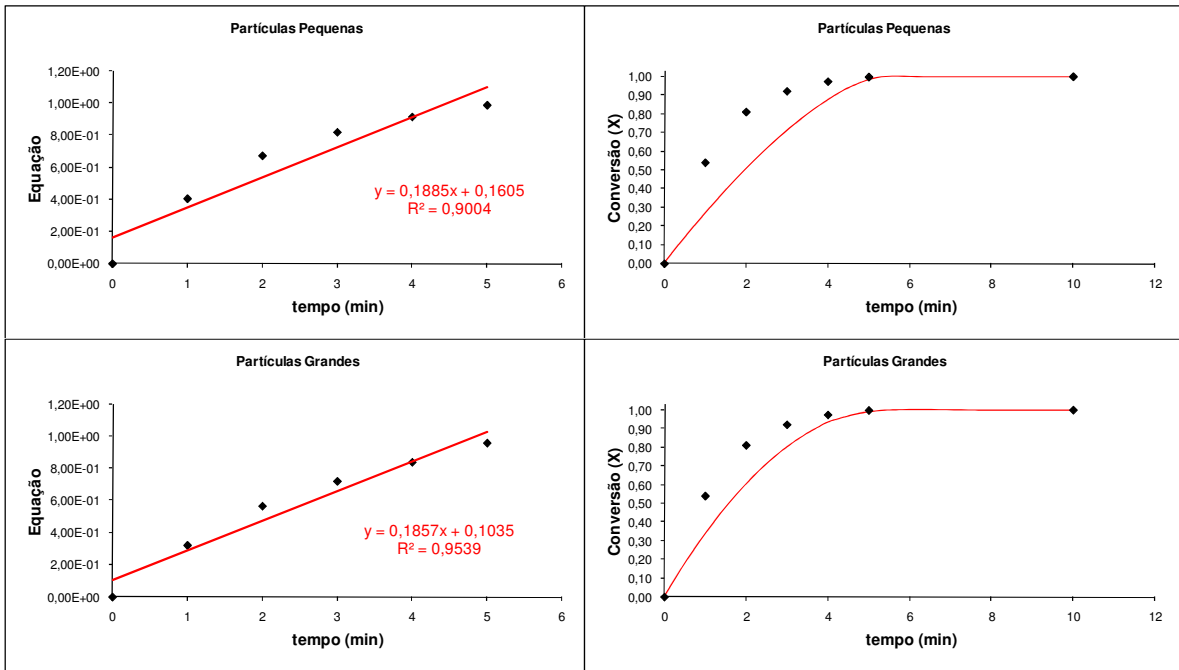 Partículas Pequenas
1,20E+00
1,00E+00
8,00E-01
6,00E-01
4,00E-01
2,00E-01
0,00E+00
Equação
y = 0,1885x + 0,1605
R² = 0,9004
0 1 2 3 4 5 6
tempo (min)
Partículas Pequenas
1,00
0,90
0,80
0,70
0,60
0,50
0,40
0,30
0,20
0,10
0,00
Conversão (X)
0 2 4 6 8 10 12
tempo (min)
Partículas Grandes
1,20E+00
1,00E+00
8,00E-01
6,00E-01
4,00E-01
2,00E-01
0,00E+00
Equação
y = 0,1857x + 0,1035
R² = 0,9539
0 1 2 3 4 5 6
tempo (min)
Partículas Grandes
1,00
0,90
0,80
0,70
0,60
0,50
0,40
0,30
0,20
0,10
0,00
Conversão (X)
0 2 4 6 8 10 12
tempo (min)